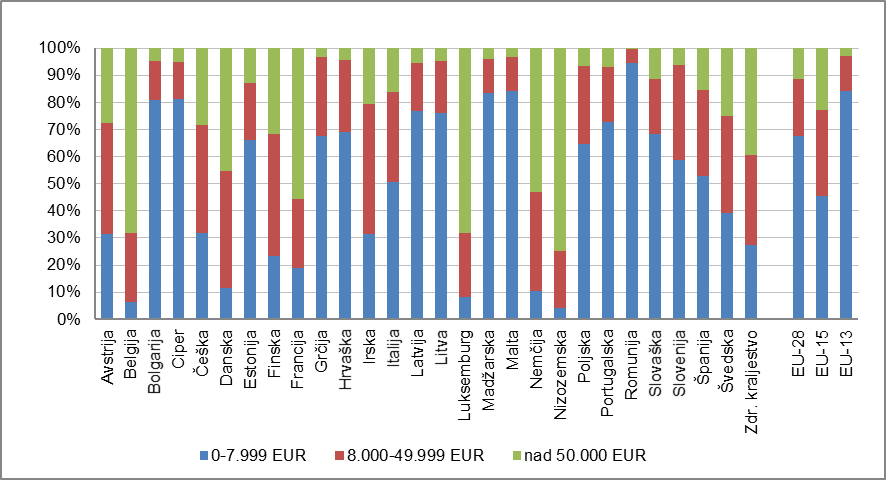 100%
90%
80%
70%
60%
50%
40%
30%
20%
10%
0%
Avstrija
Belgija
Bolgarija
Ciper
Češka
Danska
Estonija
Finska
Francija
Grčija
Hrvaška
Irska
Italija
Latvija
Litva
Luksemburg
Madžarska
Malta
Nemčija
Nizozemska
Poljska
Portugalska
Romunija
Slovaška
Slovenija
Španija
Švedska
Zdr. kraljestvo
EU-28
EU-15
EU-13
0-7.999 EUR
8.000-49.999 EUR
nad 50.000 EUR